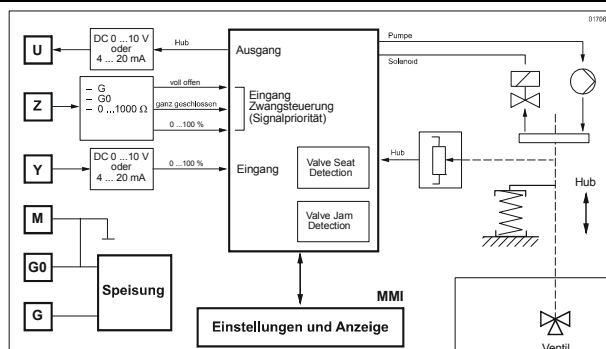 01706
U
DC 0 ...10 V
oder
4 ... 20 mA
Hub
Ausgang
Pumpe
Solenoid
Z
– G
– G0
– 0 ...1000 Ω
voll offen
ganz geschlossen
0 ...100 %
Eingang
Zwangsteuerung
(Signalpriorität)
Y
DC 0 ...10 V
oder
4 ... 20 mA
0 ...100 %
Eingang
Valve Seat
Detection
Valve Jam
Detection
Hub
Hub
M
G0
G
Speisung
MMI
Einstellungen und Anzeige
Ventil